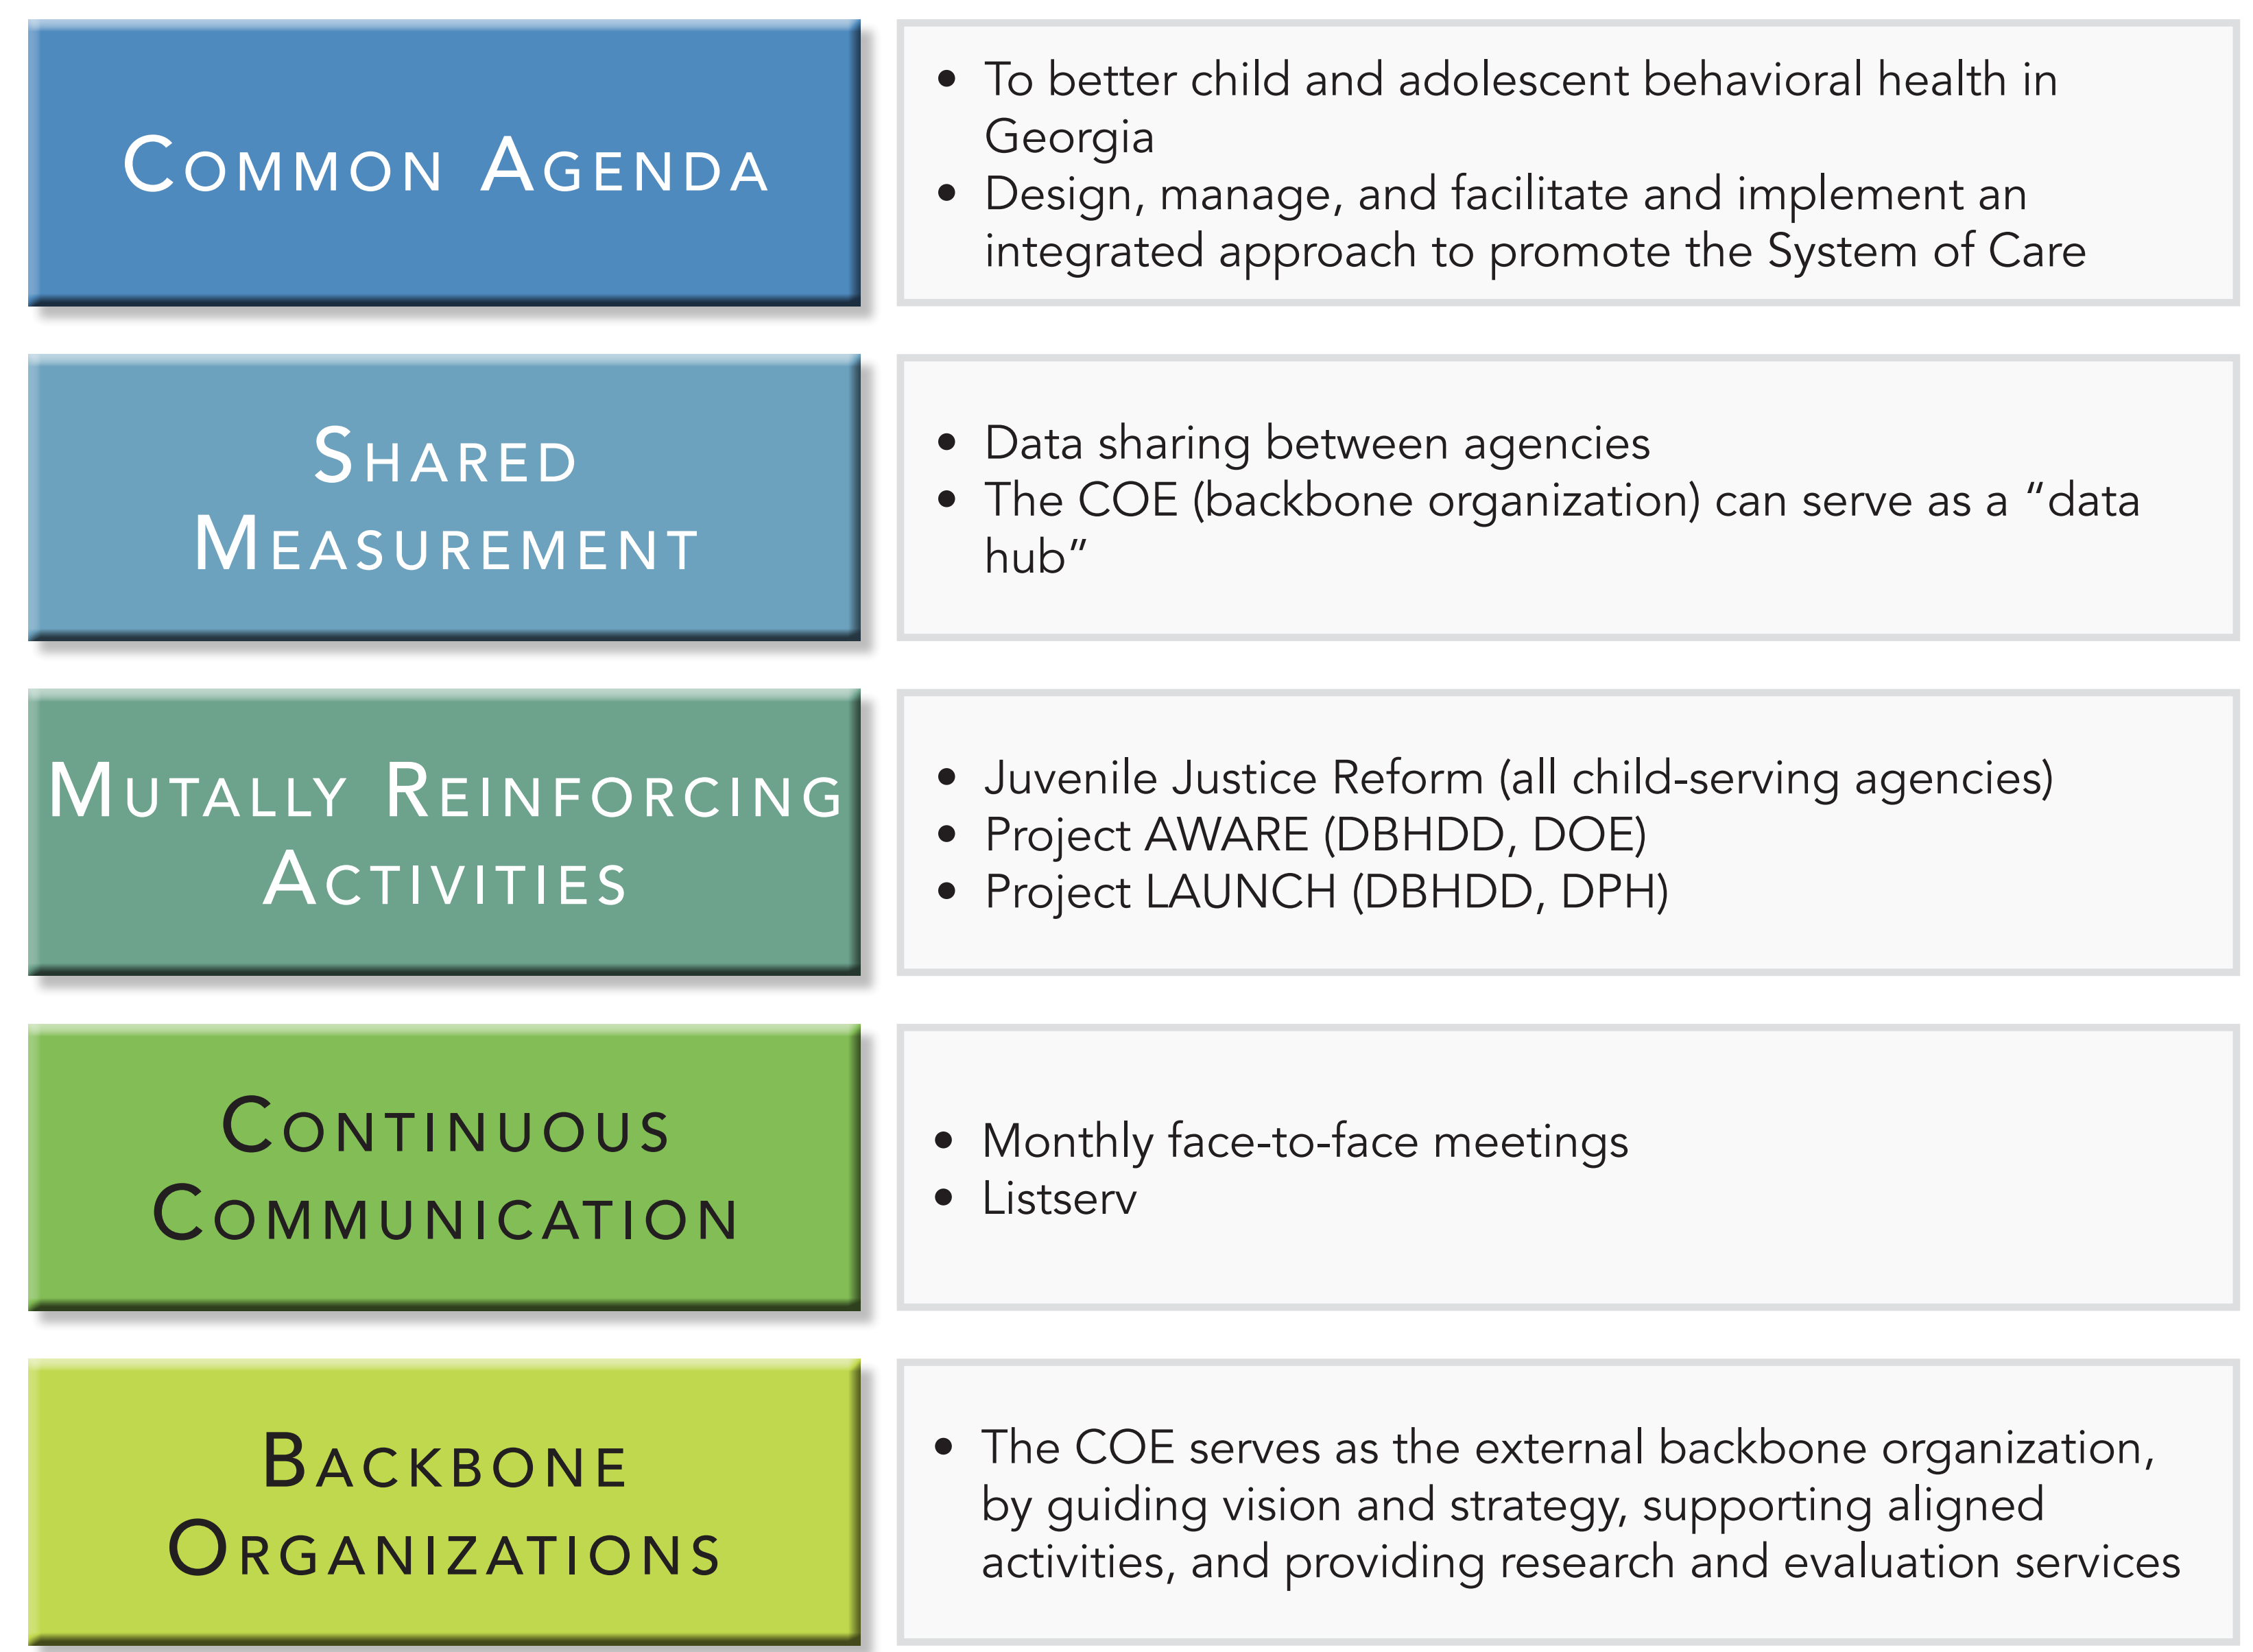 Common Agenda
• To better child and adolescent behavioral health in
Georgia
• Design, manage, and facilitate and implement an
integrated approach to promote the System of Care
Shared
Measurement
• Data sharing between agencies
• The COE (backbone organization) can serve as a “data
hub”
Mutally Reinforcing
Activities
• Juvenile Justice Reform (all child-serving agencies)
• Project AWARE (DBHDD, DOE)
• Project LAUNCH (DBHDD, DPH)
Continuous
Communication
• Monthly face-to-face meetings
• Listserv
Backbone
Organizations
• The COE serves as the external backbone organization,
by guiding vision and strategy, supporting aligned
activities, and providing research and evaluation services